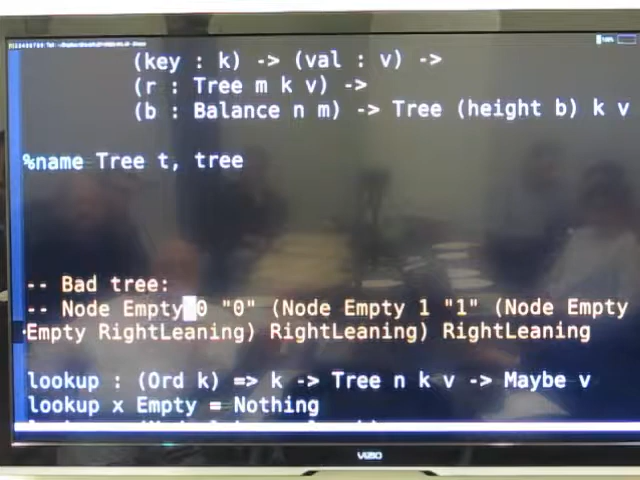 (key : k) -> (val : v) ->
(r : Tree m k v) ->
(b : Balance n m) -> Tree (height b) k v
%name Tree t, tree
-- Bad tree:
-- Node Empty 0 "0" (Node Empty 1 "1" (Node Empty
Empty RightLeaning) RightLeaning) RightLeaning
lookup : (Ord k) => k -> Tree n k v -> Maybe v
lookup x Empty = Nothing
VIZIO